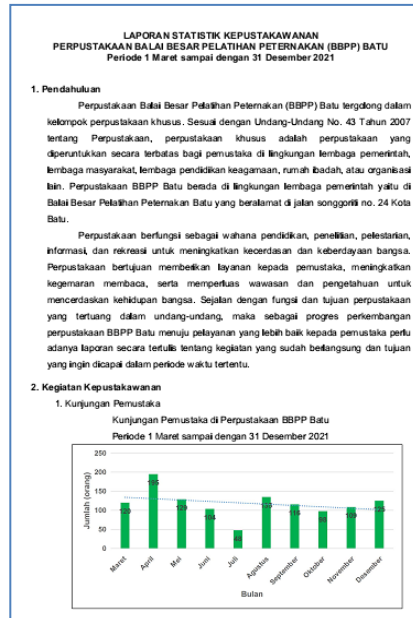 LAPORAN STATISTIK KEPUSTAKAWANAN
PERPUSTAKAAN BALAI BESAR PELATIHAN PETERNAKAN (BBPP) BATU
Periode 1 Maret sampai dengan 31 Desember 2021
1. Pendahuluan
Perpustakaan Balai Besar Pelatihan Peternakan (BBPP) Batu tergolong dalam
kelompok perpustakaan khusus. Sesuai dengan Undang-Undang No. 43 Tahun 2007
tentang Perpustakaan, perpustakaan khusus adalah perpustakaan yang
diperuntukkan secara terbatas bagi pemustaka di lingkungan lembaga pemerintah,
lembaga masyarakat, lembaga pendidikan keagamaan, rumah ibadah, atau organisasi
lain. Perpustakaan BBPP Batu berada di lingkungan lembaga pemerintah yaitu di
Balai Besar Pelatihan Peternakan Batu yang beralamat di jalan songgoriti no. 24 Kota
Batu.
Perpustakaan berfungsi sebagai wahana pendidikan, penelitian, pelestarian,
informasi, dan rekreasi untuk meningkatkan kecerdasan dan keberdayaan bangsa.
Perpustakaan bertujuan memberikan layanan kepada pemustaka, meningkatkan
kegemaran membaca, serta memperluas wawasan dan pengetahuan untuk
mencerdaskan kehidupan bangsa. Sejalan dengan fungsi dan tujuan perpustakaan
yang tertuang dalam undang-undang, maka sebagai progres perkembangan
perpustakaan BBPP Batu menuju pelayanan yang lebih baik kepada pemustaka perlu
adanya laporan secara tertulis tentang kegiatan yang sudah berlangsung dan tujuan
yang ingin dicapai dalam periode waktu tertentu.
2. Kegiatan Kepustakawanan
1. Kunjungan Pemustaka
Kunjungan Pemustaka di Perpustakaan BBPP Batu
Periode 1 Maret sampai dengan 31 Desember 2021
Jumlah (orang)
250
200
150
100
50
0
120
195
129
104
48
115
109
Maret
April
Mei
Juni
Juli
Agustus
September
Oktober
November
Desember
Bulan